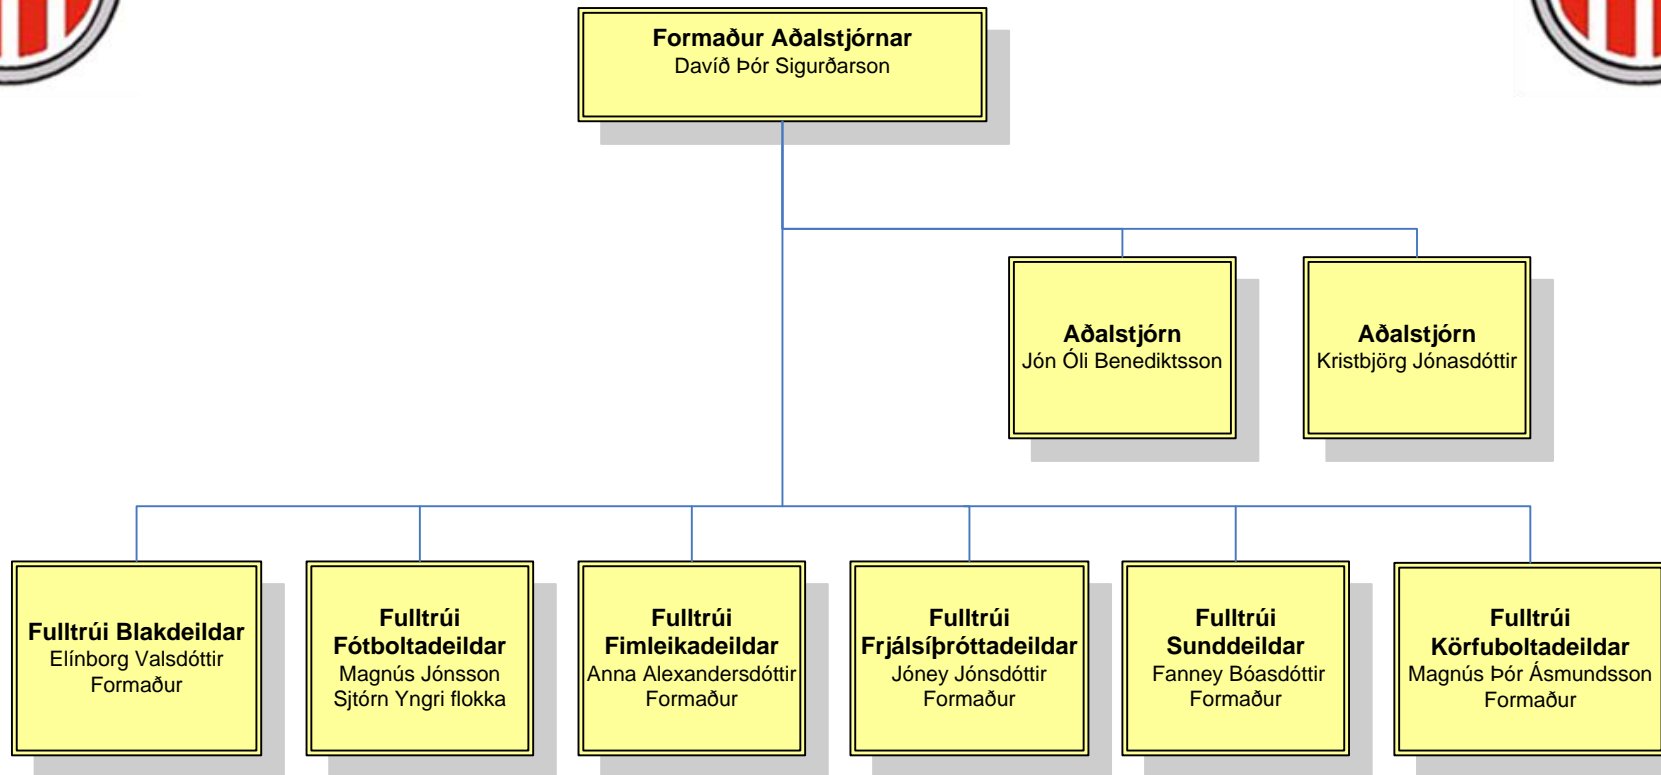 Formaður Aðalstjórnar
Davíð Þór Sigurðarson
Aðalstjórn
Jón Óli Benediktsson
Aðalstjórn
Kristbjörg Jónasdóttir
Fulltrúi Blakdeildar
Elínborg Valsdóttir
Formaður
Fulltrúi
Fótboltadeildar
Magnús Jónsson
Sjtórn Yngri flokka
Fulltrúi
Fimleikadeildar
Anna Alexandersdóttir
Formaður
Fulltrúi
Frjálsíþróttadeildar
Jóney Jónsdóttir
Formaður
Fulltrúi
Sunddeildar
Fanney Bóasdóttir
Formaður
Fulltrúi
Körfuboltadeildar
Magnús Þór Ásmundsson
Formaður